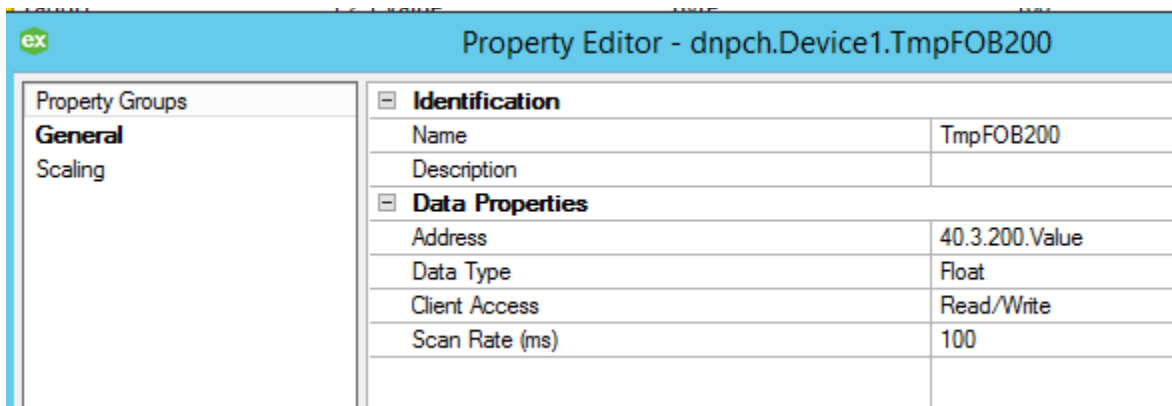 ex
Property Editor - dnpch.Device1.TmpFOB200
Property Groups
General
Scaling
Identification
Name TmpFOB200
Description
Data Properties
Address 40.3.200.Value
Data Type Float
Client Access Read/Write
Scan Rate (ms) 100